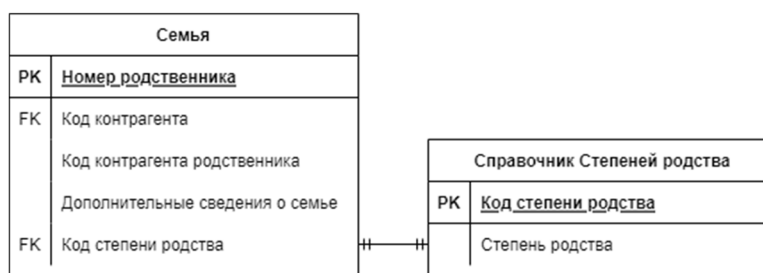 Семья
PK Номер родственника
FK Код контрагента
Код контрагента родственника
Дополнительные сведения о семье
FK Код степени родства
Справочник Степеней родства
PK Код степени родства
Степень родства